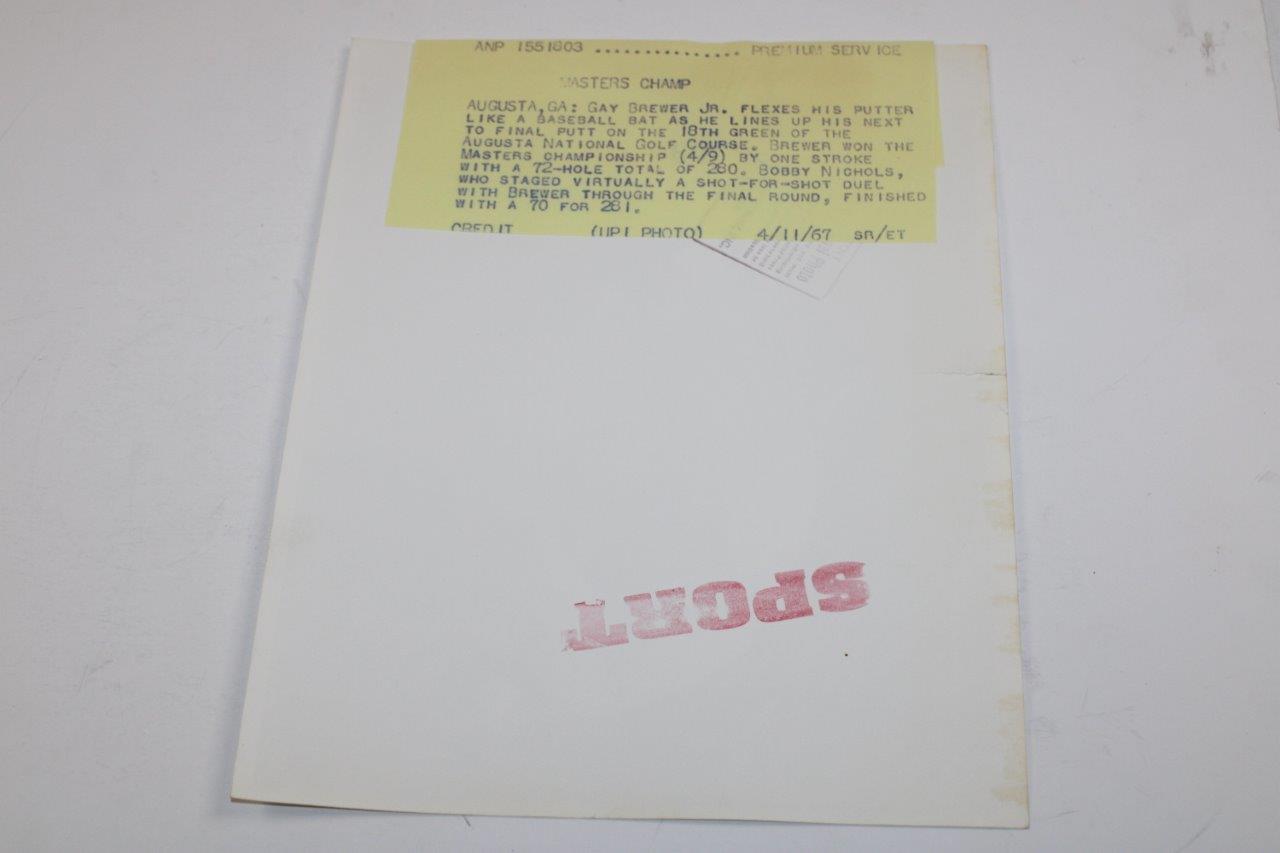 ANP 1551803 ................ PREMIUM SERVICE
MASTERS CHAMP
AUGUSTA,GA: GAY BREWER JR. FLEXES HIS PUTTER
LIKE A BASEBALL BAT AS HE LINES UP HIS NEXT
TO FINAL PUTT ON THE 18TH GREEN OF THE
AUGUSTA NATIONAL GOLF COURSE. BREWER WON THE
MASTERS CHAMPIONSHIP (4/9) BY ONE STROKE
WITH A 72-HOLE TOTAL OF 280. BOBBY NICHOLS,
WHO STAGED VIRTUALLY A SHOT-FOR-SHOT DUEL
WITH BREWER THROUGH THE FINAL ROUND, FINISHED
WITH A 70 FOR 281.
CREDIT (UPI PHOTO) 4/11/67 SR/ET
Photo
SPORT